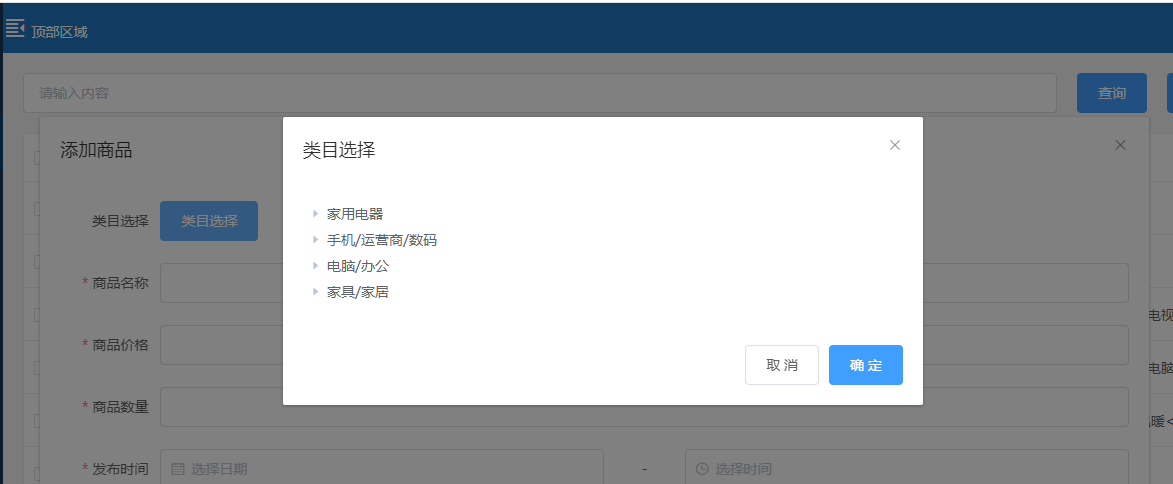 顶部区域
请输入内容
查询
添加商品
类目选择
类目选择
类目选择
家用电器
手机/运营商/数码
电脑/办公
家具/家居
取 消
确 定
* 商品名称
* 商品价格
* 商品数量
* 发布时间
选择日期
-
选择时间
电视
电脑
暖<